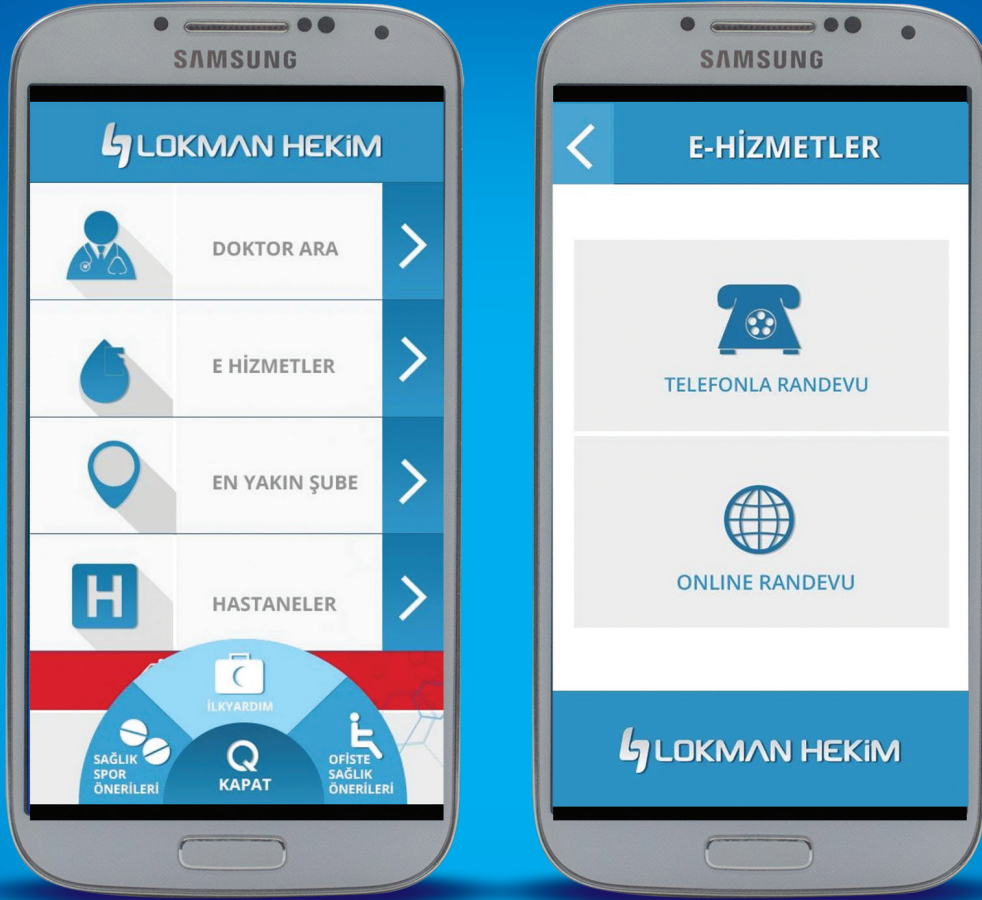 SAMSUNG
LOKMAN HEKİM
DOKTOR ARA
E HİZMETLER
EN YAKIN ŞUBE
H
HASTANELER
İLKYARDIM
SAĞLIK
SPOR
ÖNERİLERİ
KAPAT
OFİSTE
SAĞLIK
ÖNERİLERİ
SAMSUNG
E-HİZMETLER
TELEFONLA RANDEVU
ONLINE RANDEVU
LOKMAN HEKİM